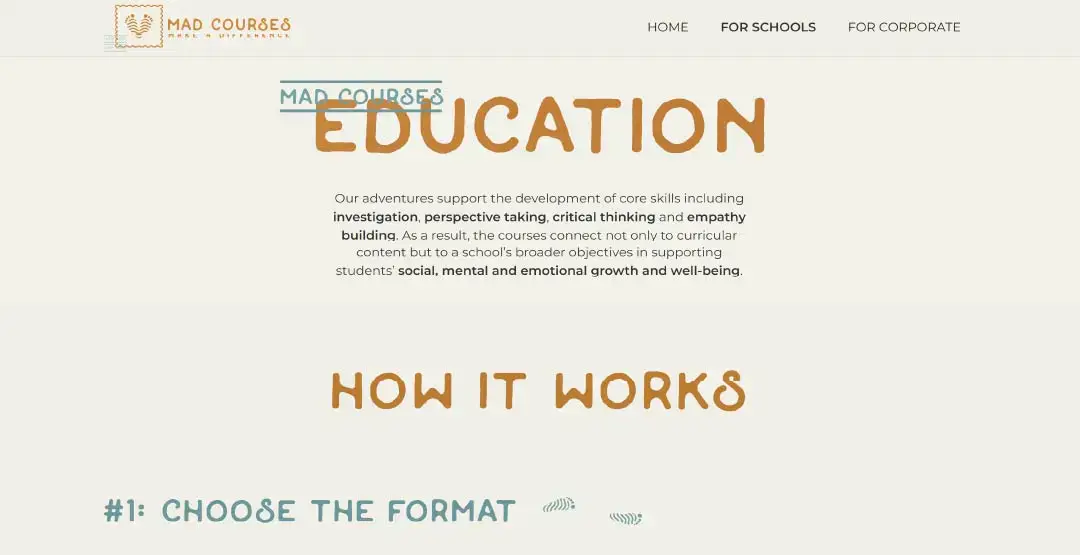 MAD COURSES
MAKE A DIFFERENCE
HOME
FOR SCHOOLS
FOR CORPORATE
MAD COURSES
EDUCATION
Our adventures support the development of core skills including
investigation, perspective taking, critical thinking and empathy
building. As a result, the courses connect not only to curricular
content but to a school's broader objectives in supporting
students' social, mental and emotional growth and well-being.
HOW IT WORKS
#1: CHOOSE THE FORMAT